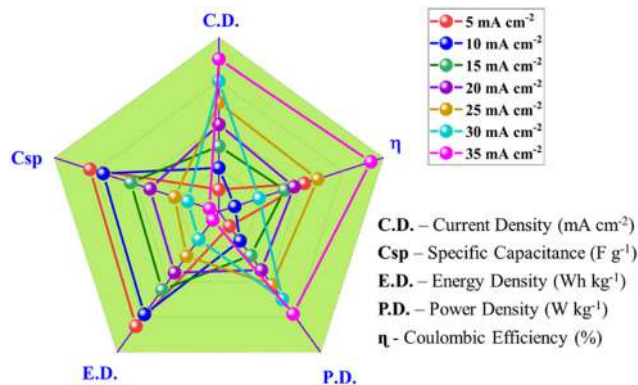 C.D.
5 mA cm⁻²
10 mA cm⁻²
15 mA cm⁻²
20 mA cm⁻²
25 mA cm⁻²
30 mA cm⁻²
35 mA cm⁻²
Csp
η
E.D.
P.D.
C.D. – Current Density (mA cm⁻²)
Csp – Specific Capacitance (F g⁻¹)
E.D. – Energy Density (Wh kg⁻¹)
P.D. – Power Density (W kg⁻¹)
η - Coulombic Efficiency (%)